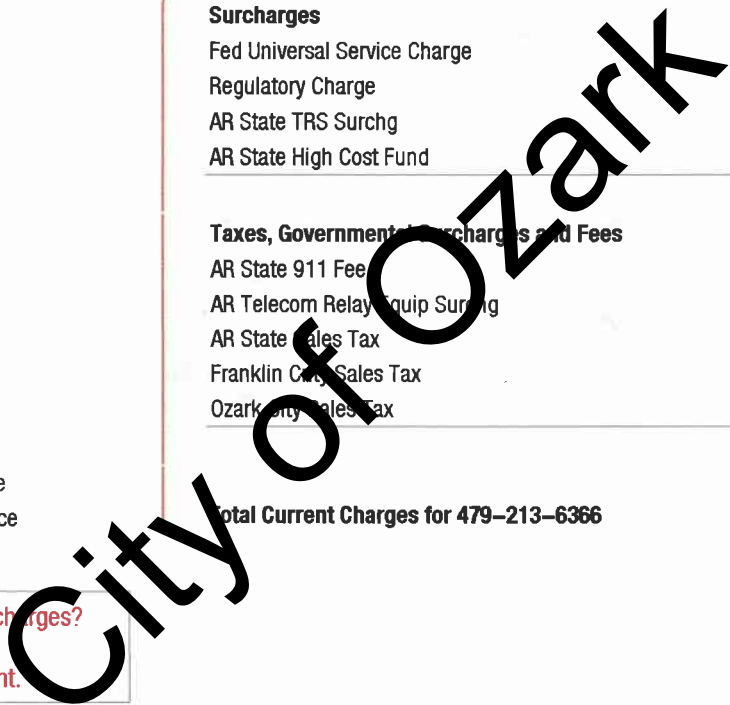 Surcharges
Fed Universal Service Charge
Regulatory Charge
AR State TRS Surchg
AR State High Cost Fund
Taxes, Governmental Surcharges and Fees
AR State 911 Fee
AR Telecom Relay Equip Surchg
AR State Sales Tax
Franklin Cnty Sales Tax
Ozark City Sales Tax
e
ce
Total Current Charges for 479–213–6366
charges?
nt.
City of Ozark